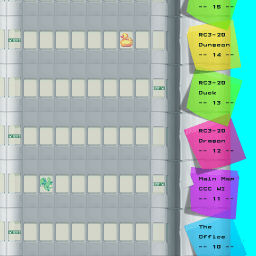 -- 15 --
RC3-20
Dungeon
-- 14 --
RC3-20
Duck
-- 13 --
RC3-20
Dragon
-- 12 --
Main Map
CCC WI
-- 11 --
The
Office
-- 10 --